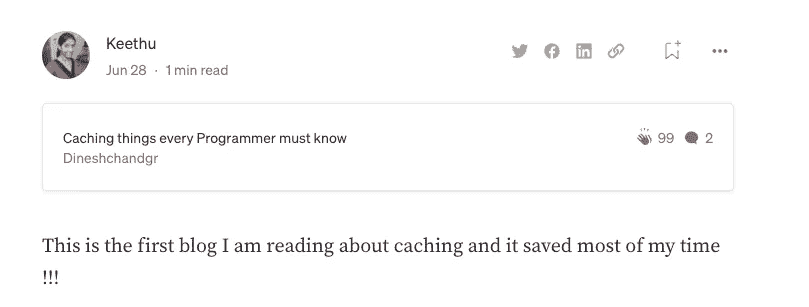 Keethu
Jun 28 · 1 min read
Caching things every Programmer must know
99 2
Dineshchandgr
This is the first blog I am reading about caching and it saved most of my time
!!!